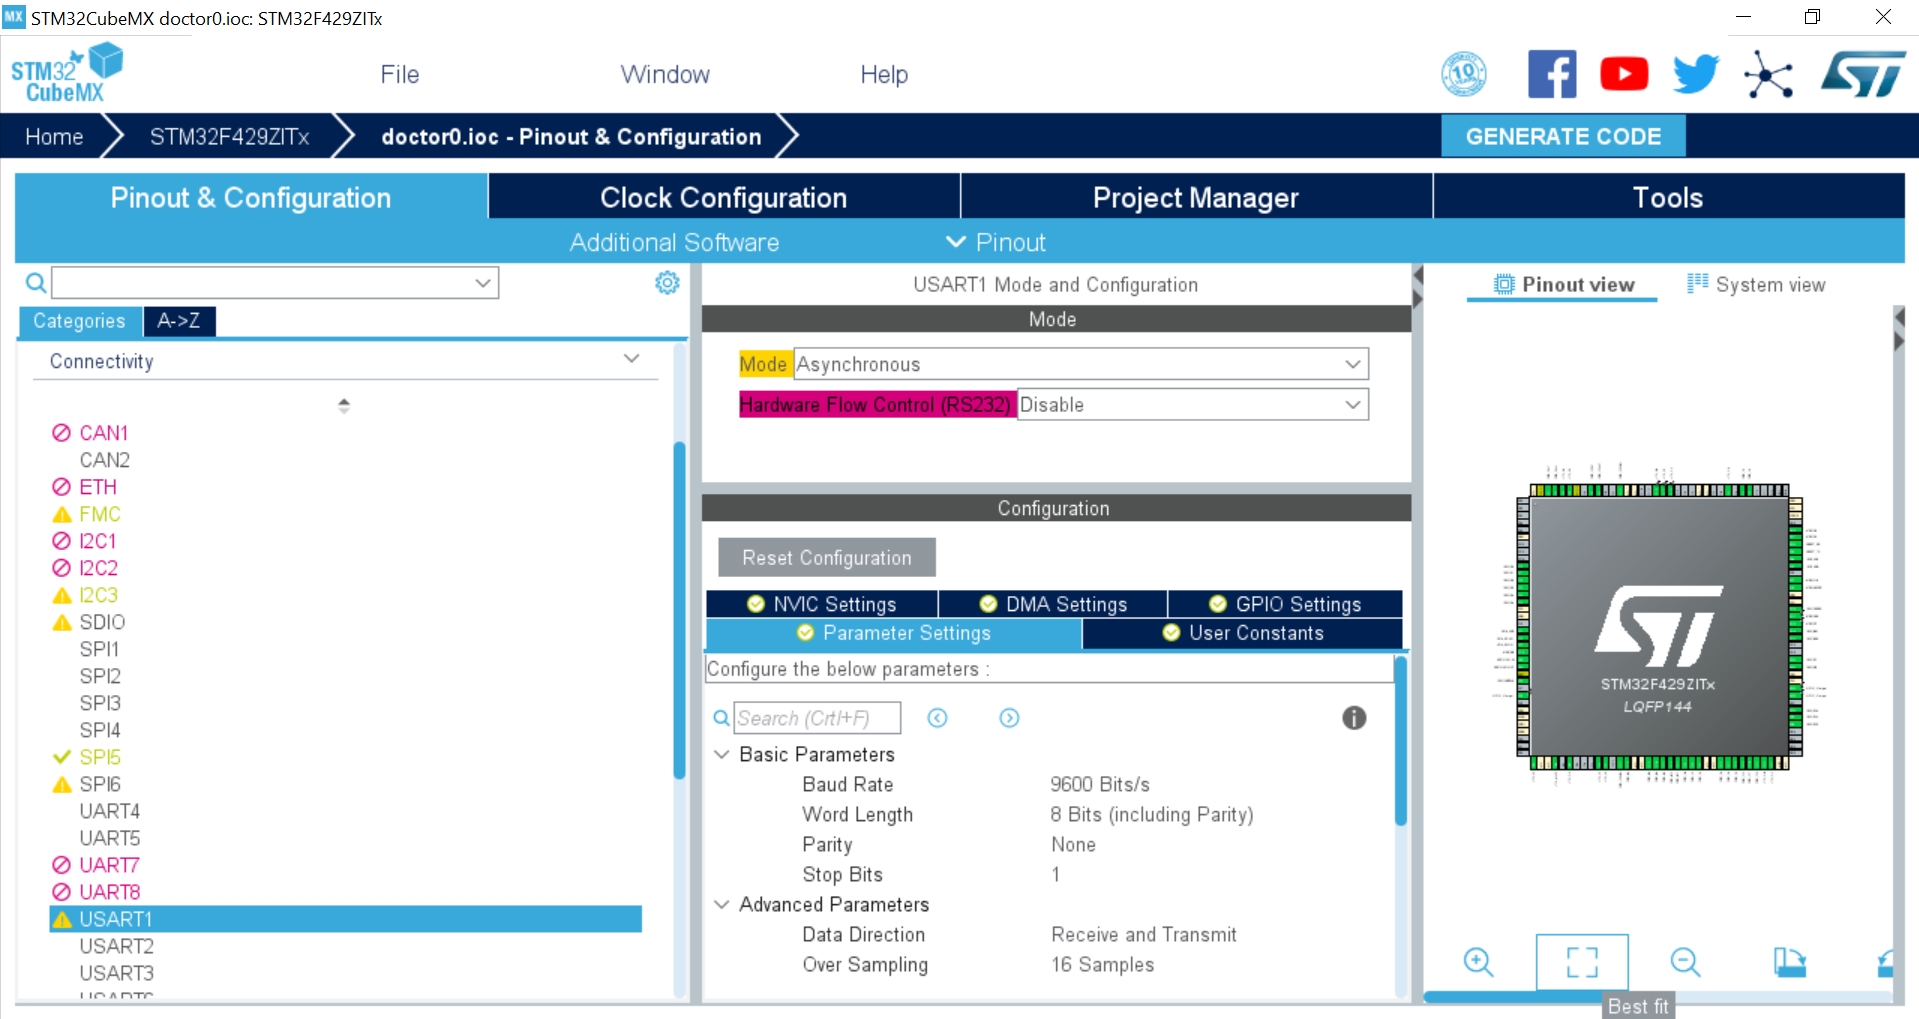 MX STM32CubeMX doctor0.ioc: STM32F429ZITx
STM32 CubeMX
File Window Help
10
Home STM32F429ZITx doctor0.ioc - Pinout & Configuration GENERATE CODE
Pinout & Configuration Clock Configuration Project Manager Tools
Additional Software Pinout
Categories A->Z
Connectivity
CAN1
CAN2
ETH
FMC
I2C1
I2C2
I2C3
SDIO
SPI1
SPI2
SPI3
SPI4
SPI5
SPI6
UART4
UART5
UART7
UART8
USART1
USART2
USART3
USART1 Mode and Configuration
Mode
Mode Asynchronous
Hardware Flow Control (RS232) Disable
Configuration
Reset Configuration
NVIC Settings DMA Settings GPIO Settings
Parameter Settings User Constants
Configure the below parameters :
Search (Crtl+F)
Basic Parameters
Baud Rate 9600 Bits/s
Word Length 8 Bits (including Parity)
Parity None
Stop Bits 1
Advanced Parameters
Data Direction Receive and Transmit
Over Sampling 16 Samples
Pinout view System view
STM32F429ZITx
LQFP144
Best fit